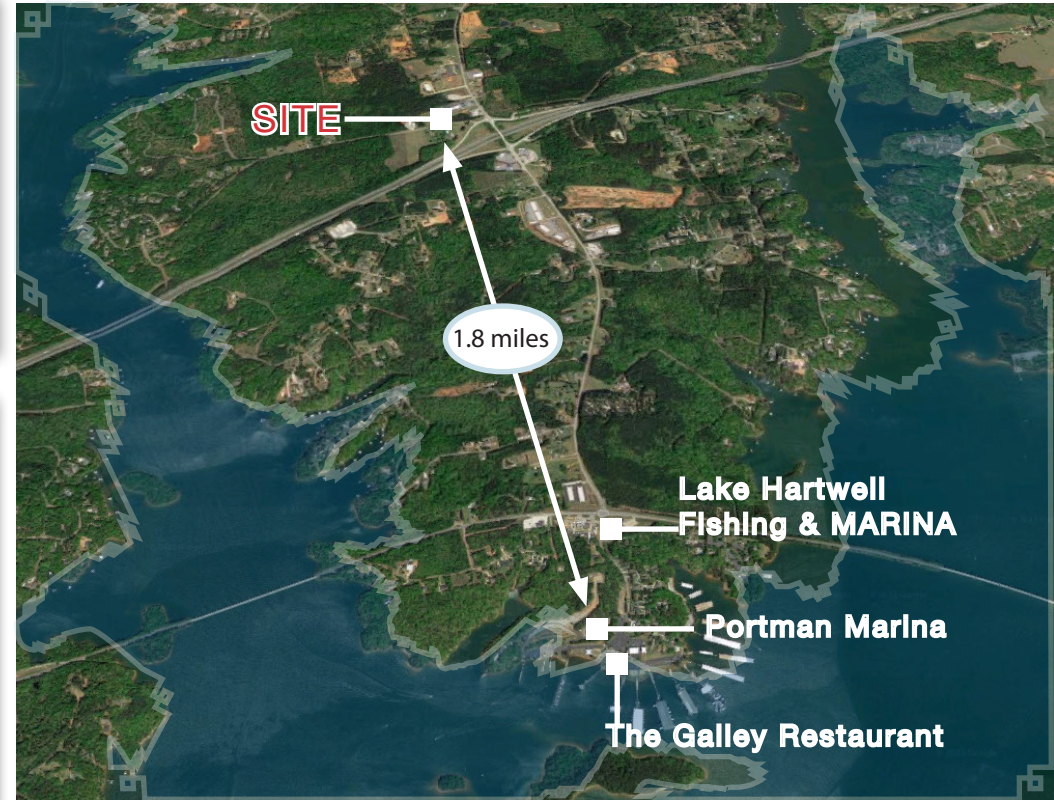 SITE
1.8 miles
Lake Hartwell
Fishing & MARINA
Portman Marina
The Galley Restaurant